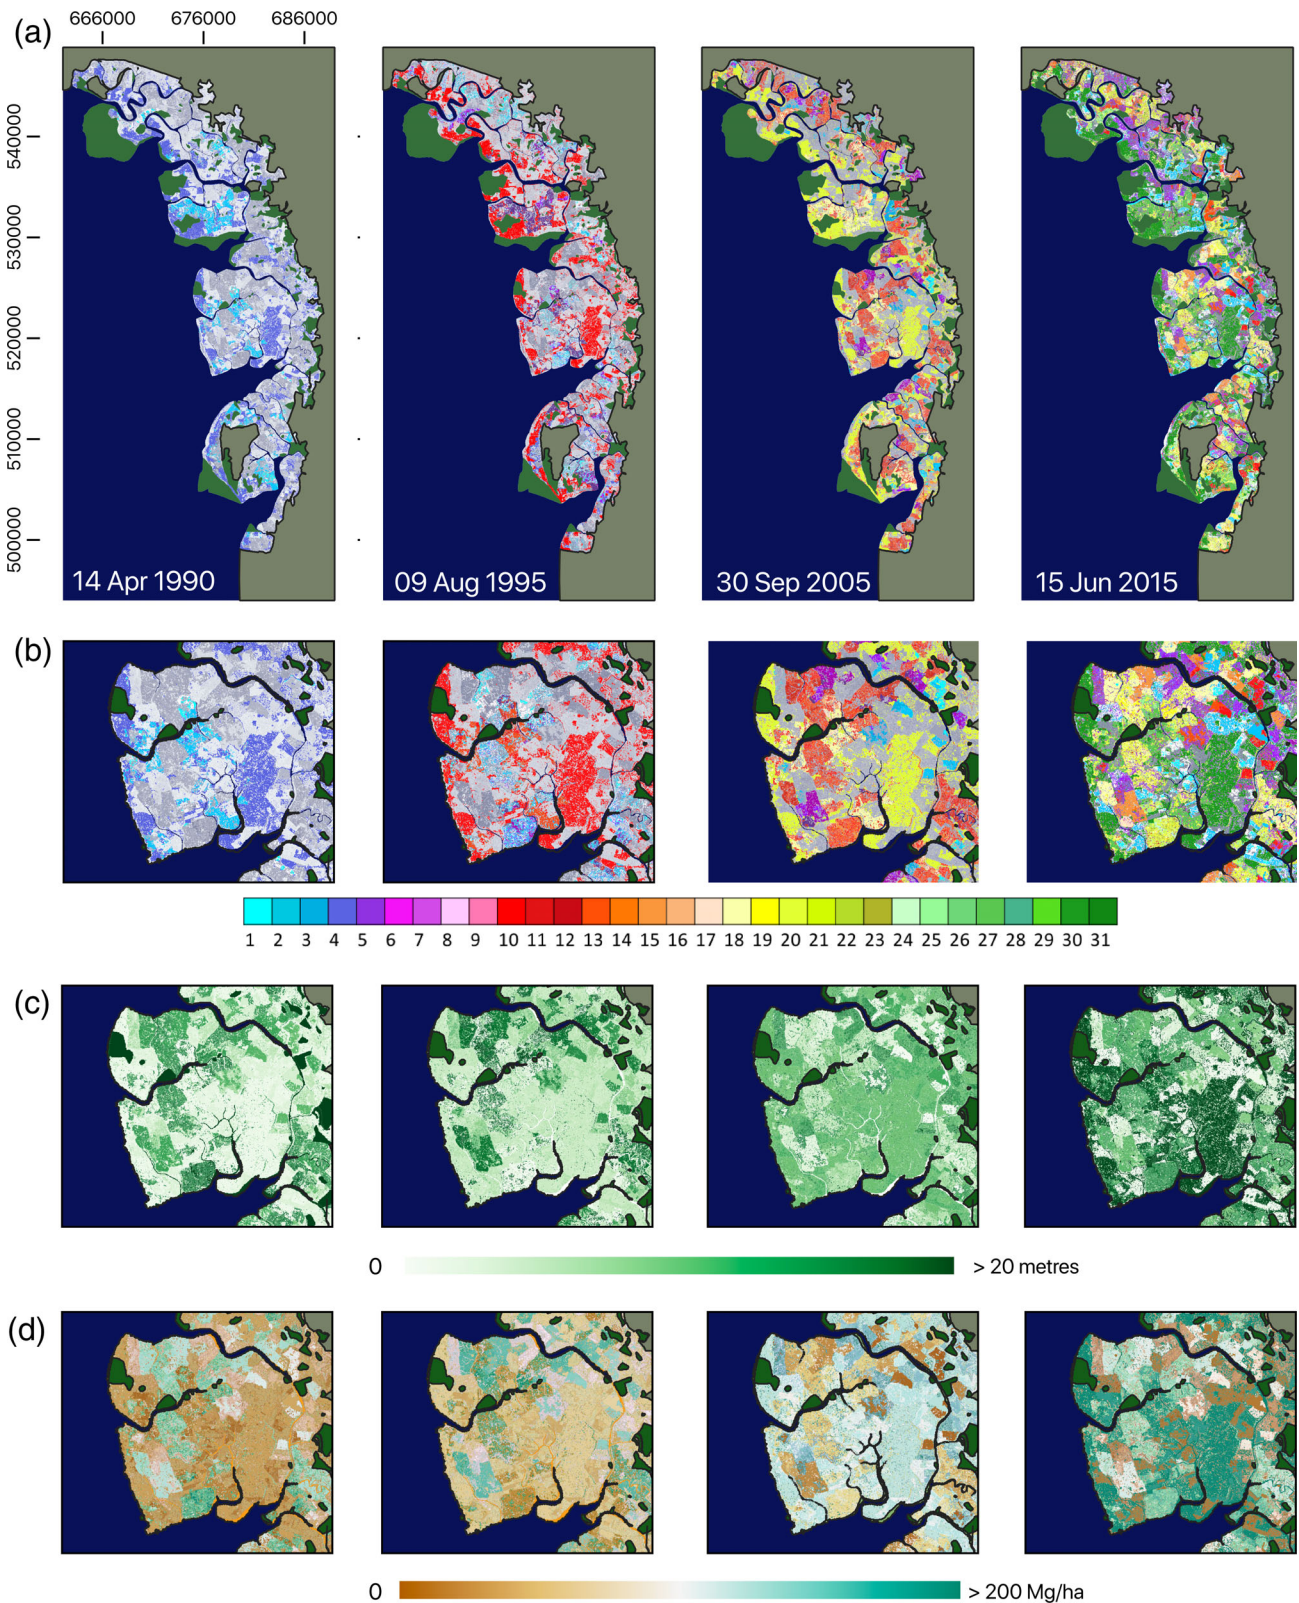 (a)
666000 676000 686000
540000
530000
520000
510000
500000
14 Apr 1990
09 Aug 1995
30 Sep 2005
15 Jun 2015
(b)
1 2 3 4 5 6 7 8 9 10 11 12 13 14 15 16 17 18 19 20 21 22 23 24 25 26 27 28 29 30 31
(c)
0 > 20 metres
(d)
0 > 200 Mg/ha